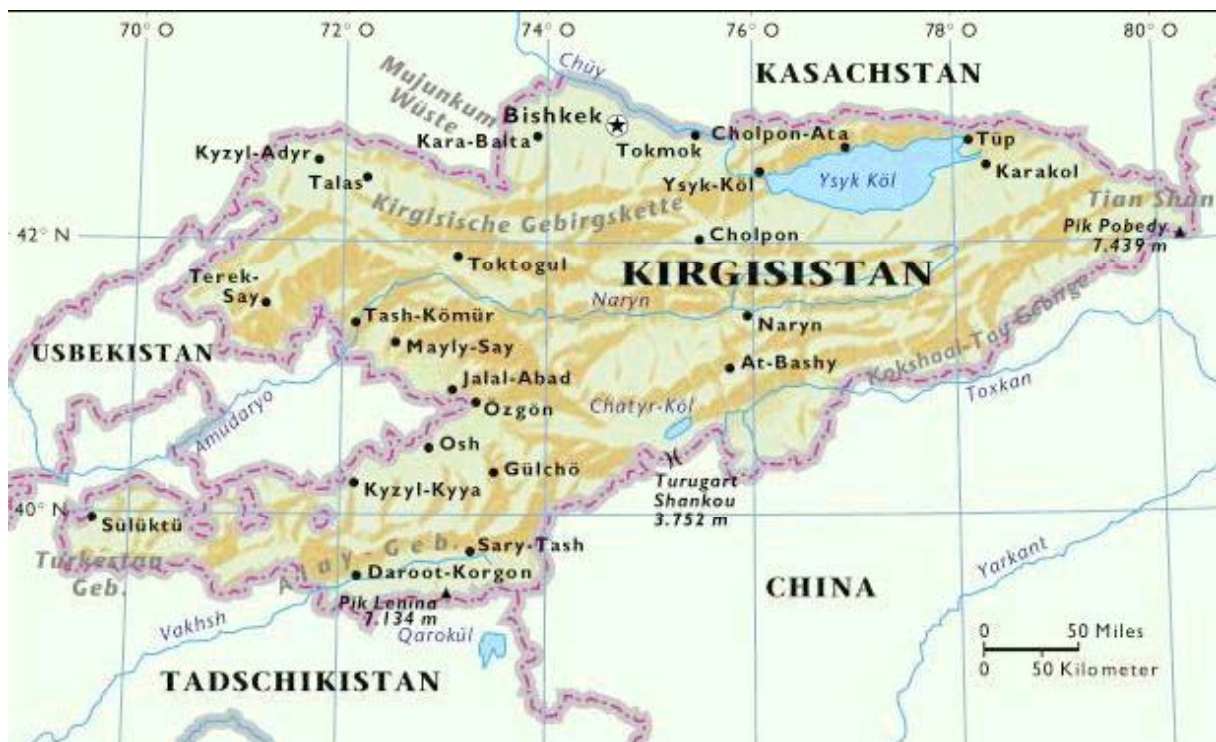 70° O
72° O
74° O
76° O
78° O
80° O
Chüy
KASACHSTAN
Mujunkum
Wüste
Bishkek
Kara-Balta
Tokmok
Cholpon-Ata
Tüp
Kyzyl-Adyr
Talas
Ysyk-Köl
Ysyk Köl
Karakol
Kirgisische Gebirgskette
Tian Shan
Pik Pobedy
7.439 m
42° N
Cholpon
Toktogul
KIRGISISTAN
Terek-
Say
Naryn
Tash-Kömür
Naryn
USBEKISTAN
Mayly-Say
At-Bashy
Kokshaal-Tay Gebirge
Jalal-Abad
Toxkan
Özgön
Chatyr-Köl
Amudaryo
Osh
Gülchö
Turugart
Shankou
3.752 m
Kyzyl-Kyya
40° N
Sülüktü
Alay-Geb.
Sary-Tash
Turkestan
Geb.
Daroot-Korgon
Yarkant
CHINA
Pik Lenina
7.134 m
Vakhsh
Qarokül
0 50 Miles
0 50 Kilometer
TADSCHIKISTAN